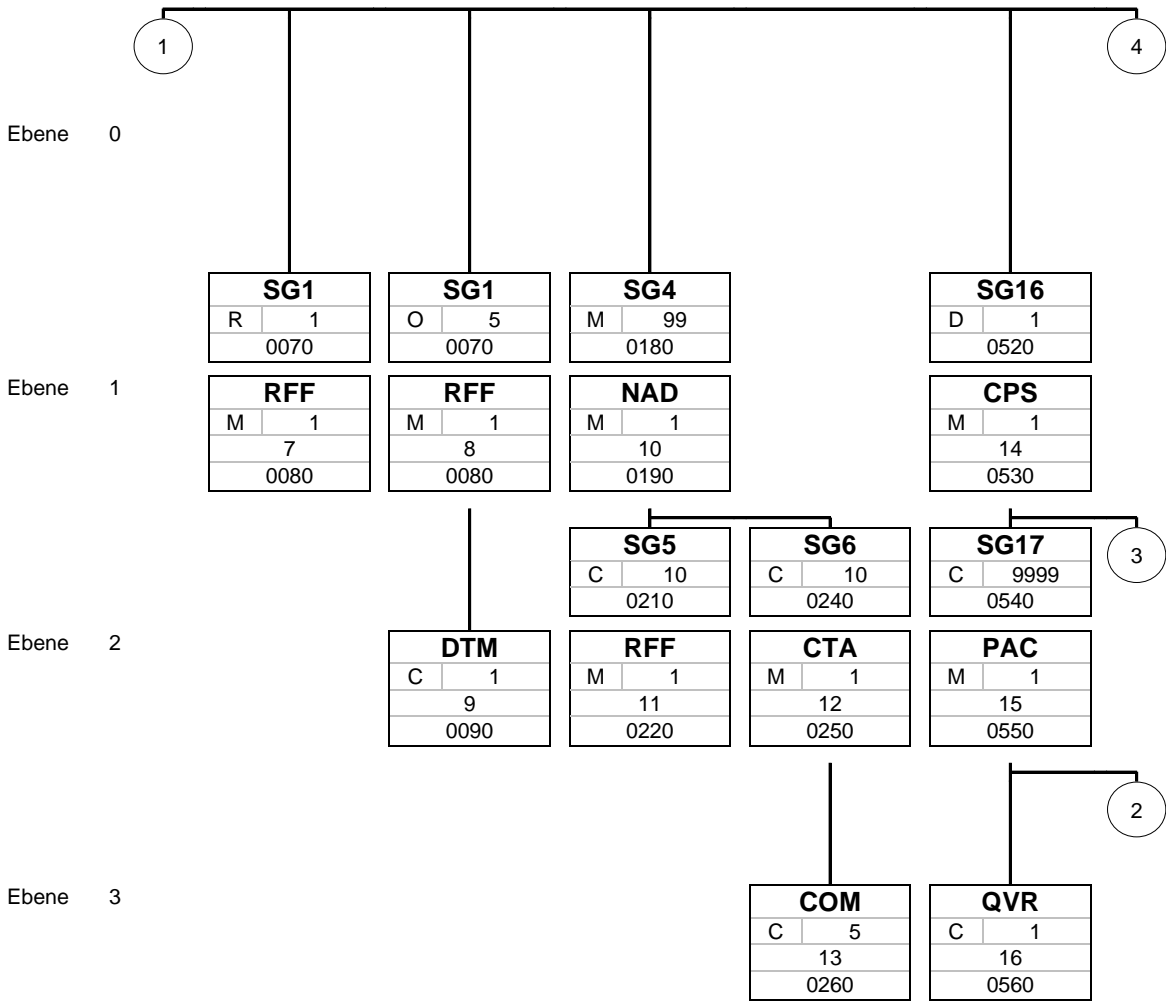 1 4
Ebene 0
SG1 SG1 SG4 SG16
R 1 O 5 M 99 D 1
0070 0070 0180 0520
Ebene 1
RFF RFF NAD CPS
M 1 M 1 M 1 M 1
7 8 10 14
0080 0080 0190 0530
SG5 SG6 SG17 3
C 10 C 10 C 9999
0210 0240 0540
Ebene 2
DTM RFF CTA PAC
C 1 M 1 M 1 M 1
9 11 12 15
0090 0220 0250 0550
2
Ebene 3
COM QVR
C 5 C 1
13 16
0260 0560